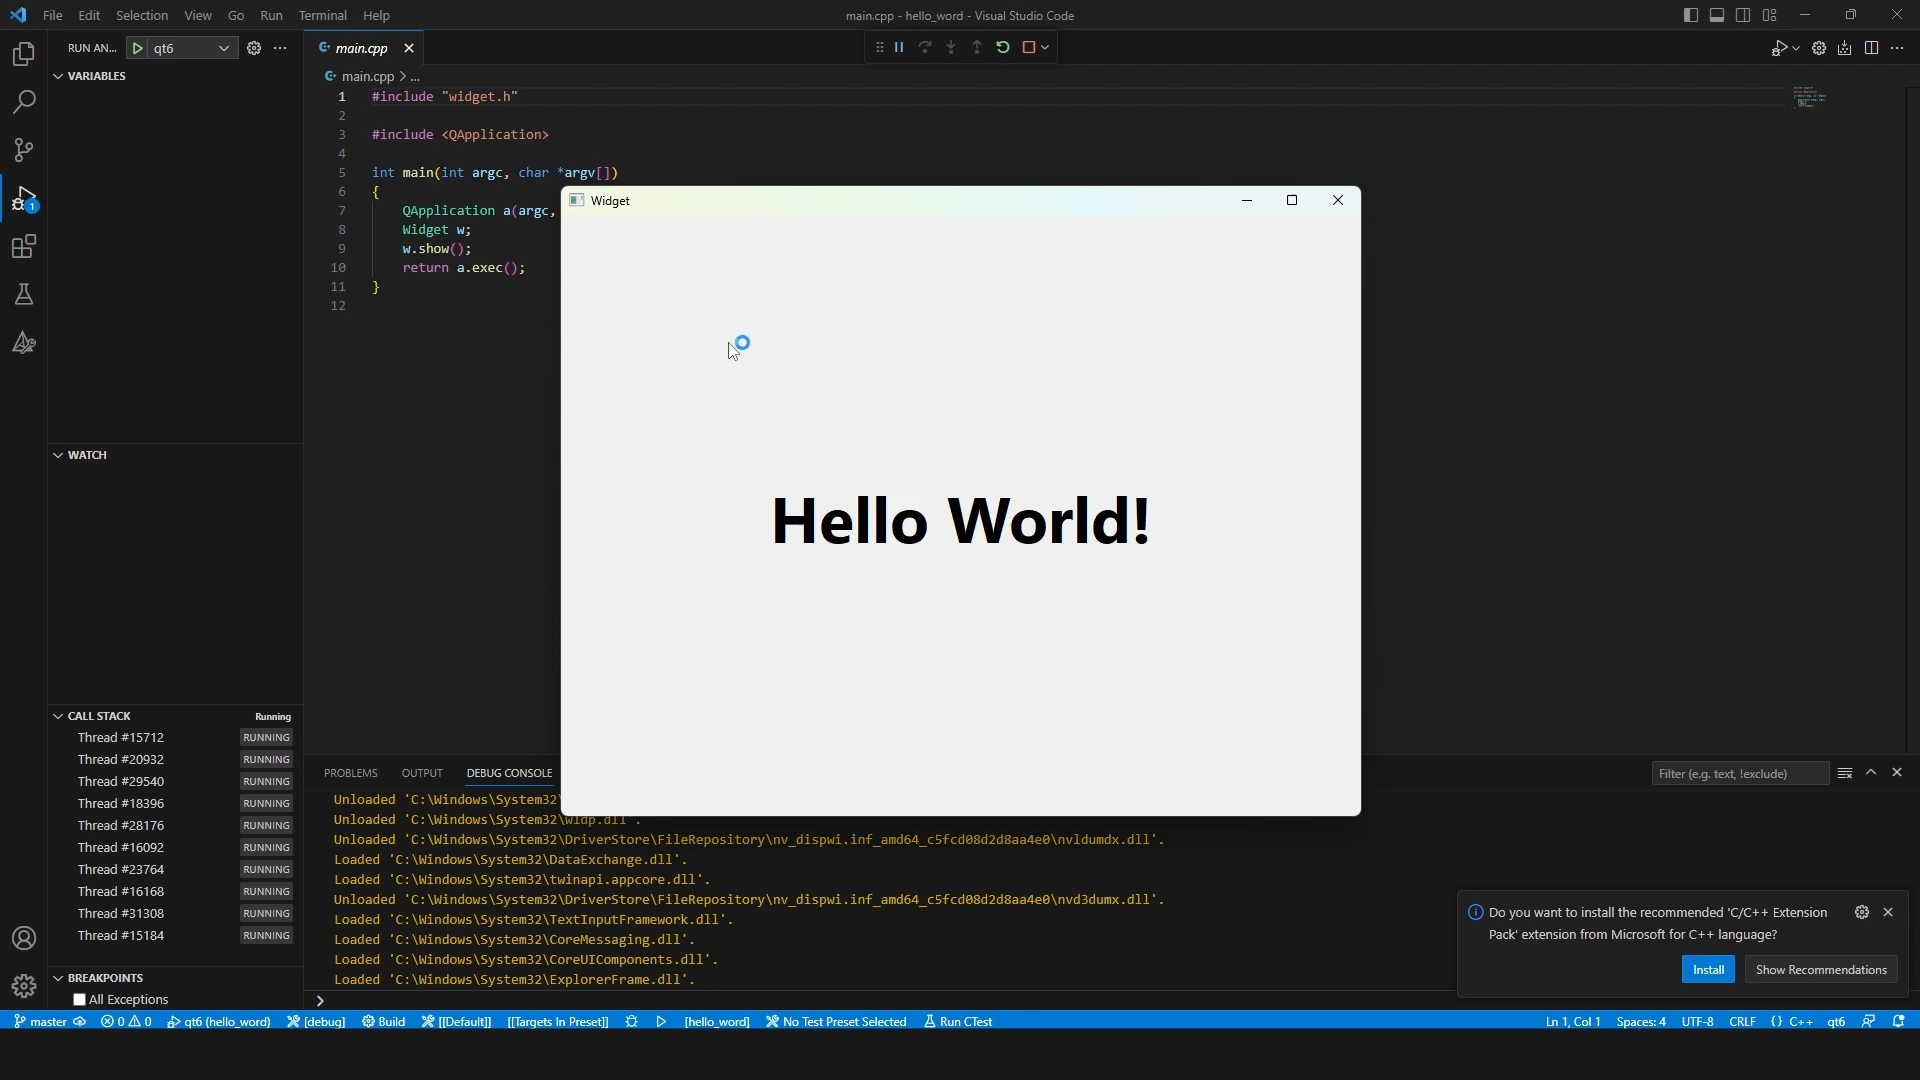 File Edit Selection View Go Run Terminal Help
main.cpp - hello_word - Visual Studio Code
RUN AN... qt6
main.cpp
VARIABLES
main.cpp > ...
1 #include "widget.h"
2
3 #include <QApplication>
4
5 int main(int argc, char *argv[])
6 {
7 QApplication a(argc,
8 Widget w;
9 w.show();
10 return a.exec();
11 }
12
Widget
Hello World!
WATCH
CALL STACK Running
Thread #15712 RUNNING
Thread #20932 RUNNING
Thread #29540 RUNNING
Thread #18396 RUNNING
Thread #28176 RUNNING
Thread #16092 RUNNING
Thread #23764 RUNNING
Thread #16168 RUNNING
Thread #31308 RUNNING
Thread #15184 RUNNING
BREAKPOINTS
All Exceptions
PROBLEMS OUTPUT DEBUG CONSOLE
Filter (e.g. text, !exclude)
Unloaded 'C:\Windows\System32\
Unloaded 'C:\Windows\System32\wldp.dll'.
Unloaded 'C:\Windows\System32\DriverStore\FileRepository\nv_dispwi.inf_amd64_c5fcd08d2d8aa4e0\nvldumdx.dll'.
Loaded 'C:\Windows\System32\DataExchange.dll'.
Loaded 'C:\Windows\System32\twinapi.appcore.dll'.
Unloaded 'C:\Windows\System32\DriverStore\FileRepository\nv_dispwi.inf_amd64_c5fcd08d2d8aa4e0\nvd3dumx.dll'.
Loaded 'C:\Windows\System32\TextInputFramework.dll'.
Loaded 'C:\Windows\System32\CoreMessaging.dll'.
Loaded 'C:\Windows\System32\CoreUIComponents.dll'.
Loaded 'C:\Windows\System32\ExplorerFrame.dll'.
Do you want to install the recommended 'C/C++ Extension
Pack' extension from Microsoft for C++ language?
Install Show Recommendations
master 0 0 qt6 (hello_word) [debug] Build [[Default]] [[Targets In Preset]] [hello_word] No Test Preset Selected Run CTest
Ln 1, Col 1 Spaces: 4 UTF-8 CRLF {} C++ qt6
1